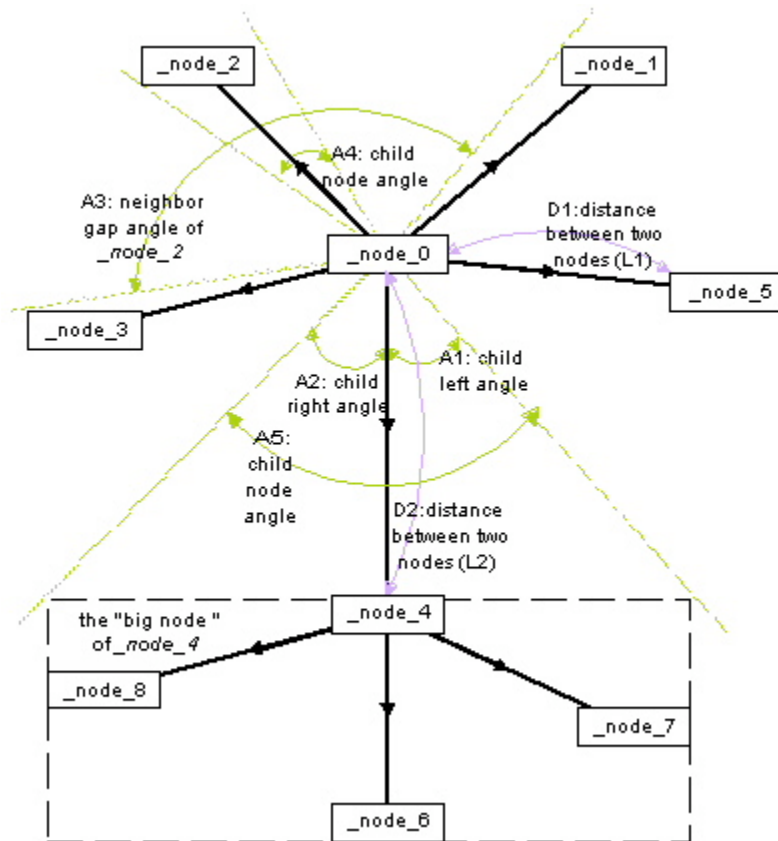 _node_2
_node_1
A4: child
node angle
A3: neighbor
gap angle of
_node_2
D1:distance
between two
nodes (L1)
_node_0
_node_5
_node_3
A2: child
right angle
A1: child
left angle
A5:
child
node
angle
D2:distance
between two
nodes (L2)
_node_4
the "big node "
of _node_4
_node_8
_node_7
_node_6